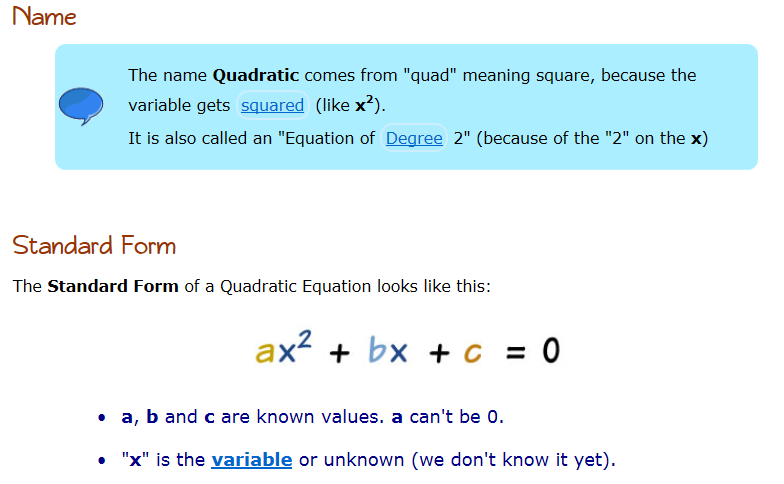 Name
The name Quadratic comes from "quad" meaning square, because the
variable gets squared (like x²).
It is also called an "Equation of Degree 2" (because of the "2" on the x)
Standard Form
The Standard Form of a Quadratic Equation looks like this:
ax² + bx + c = 0
• a, b and c are known values. a can't be 0.
• "x" is the variable or unknown (we don't know it yet).